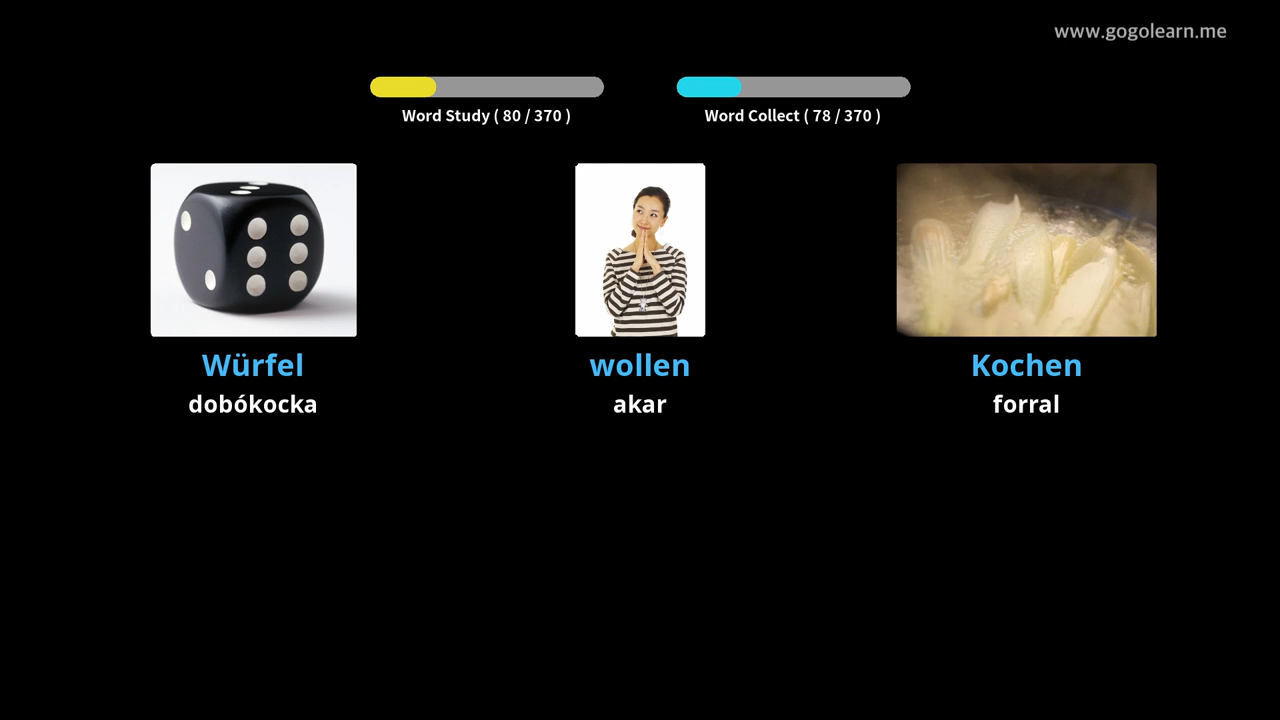 www.gogolearn.me
Word Study ( 80 / 370 )
Word Collect ( 78 / 370 )
Würfel
dobókocka
wollen
akar
Kochen
forral